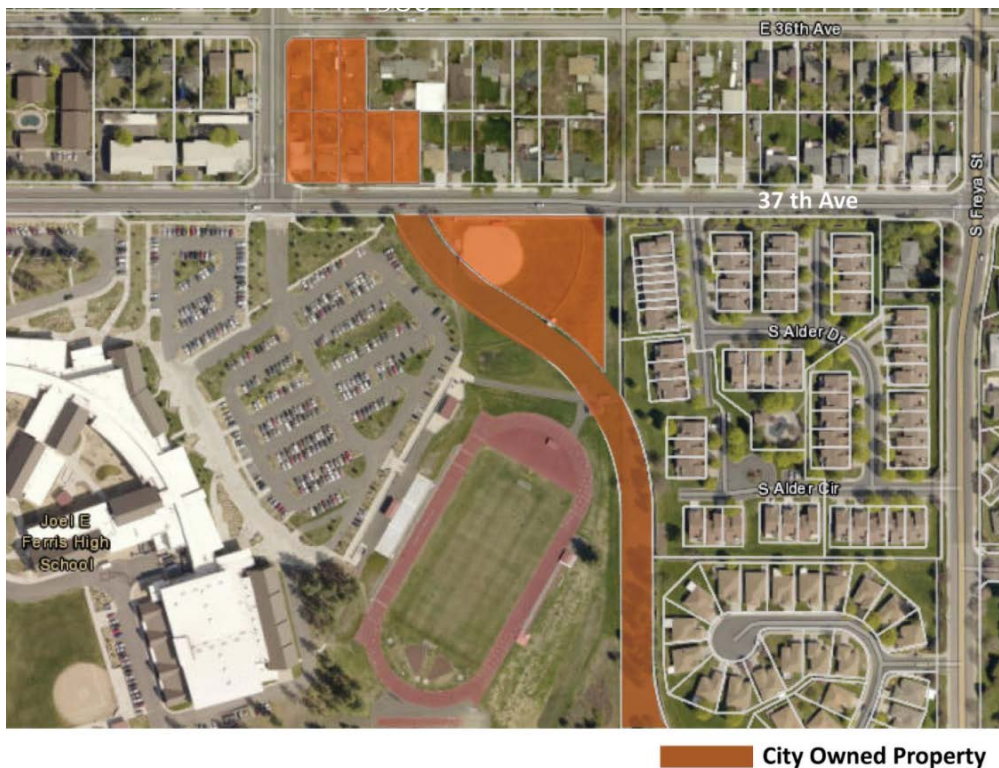 E 36th Ave
37 th Ave
S Freya St
S Alder Dr
S Alder Cir
Joel E
Ferris High
School
City Owned Property